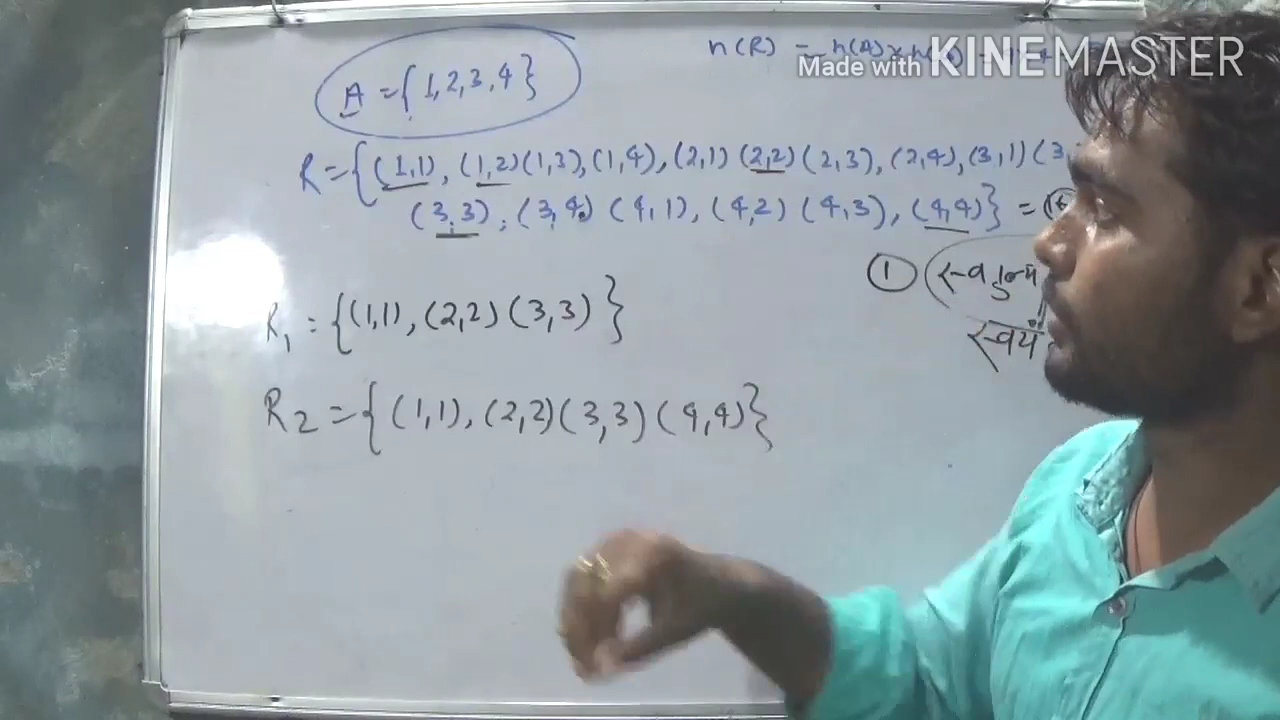 n(R) = n(A) ×
Made with KINEMASTER
A = {1,2,3,4}
R = {(1,1), (1,2) (1,3), (1,4), (2,1) (2,2) (2,3), (2,4), (3,1) (3,
(3,3), (3,4) (4,1), (4,2) (4,3), (4,4)} =
①
R₁ = {(1,1), (2,2) (3,3)}
स्वयं
R₂ = {(1,1), (2,2) (3,3) (4,4)}